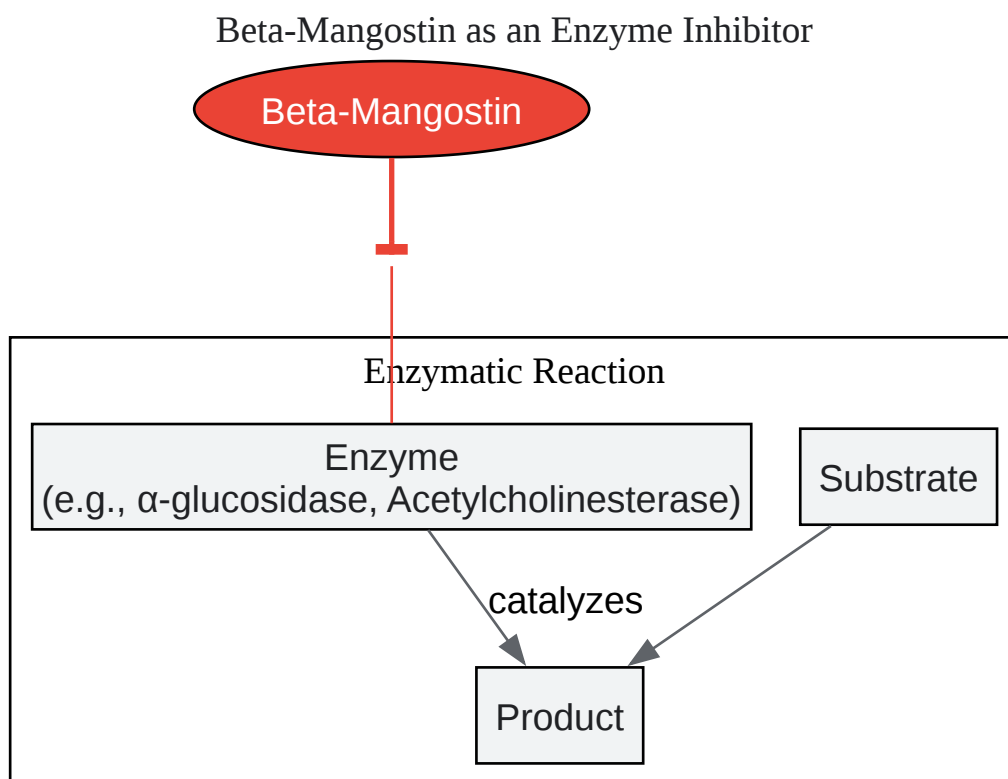 Beta-Mangostin as an Enzyme Inhibitor
Beta-Mangostin
Enzymatic Reaction
Enzyme
(e.g., α-glucosidase, Acetylcholinesterase)
Substrate
catalyzes
Product